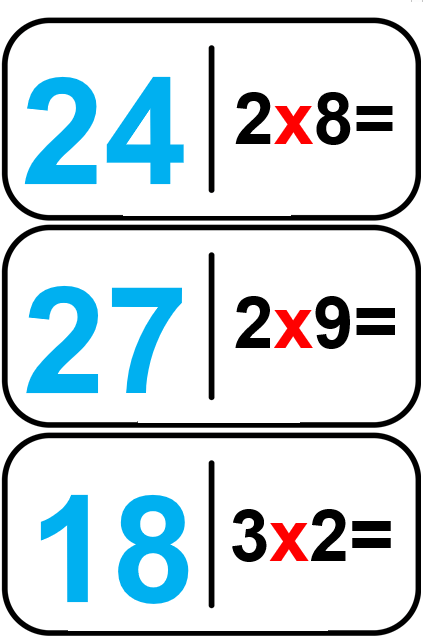 24 2x8=
27 2x9=
18 3x2=